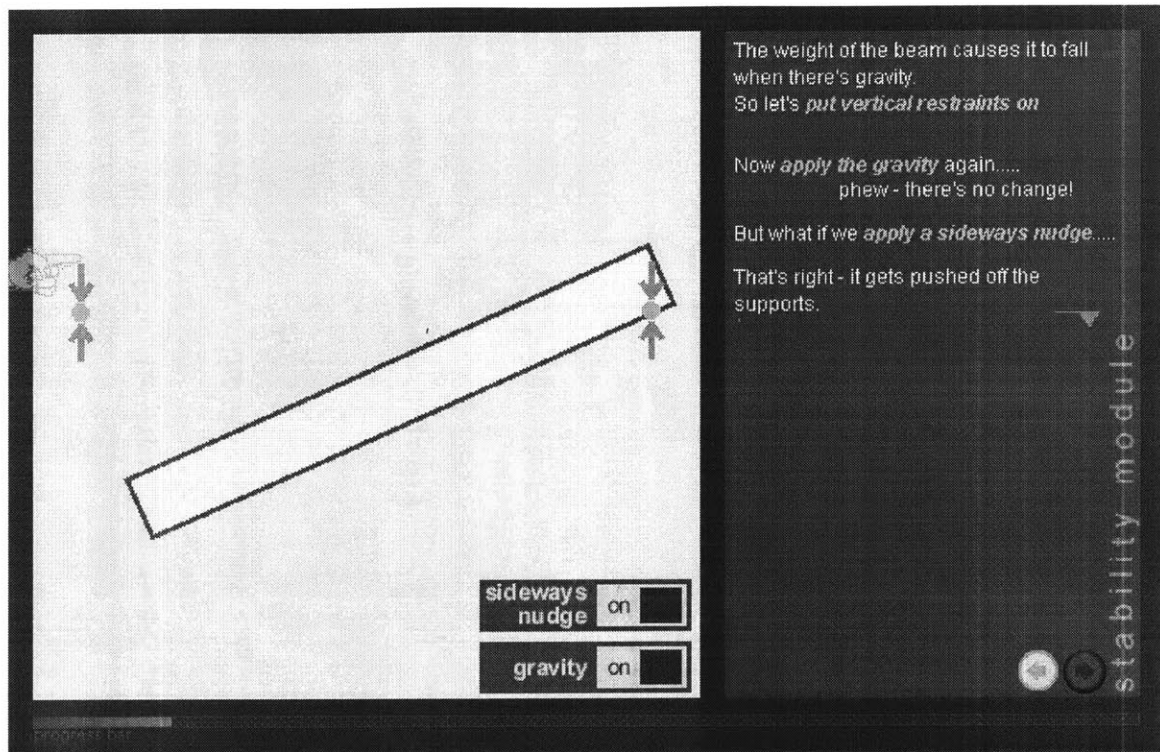 The weight of the beam causes it to fall
when there's gravity.
So let's put vertical restraints on
Now apply the gravity again.....
phew - there's no change!
But what if we apply a sideways nudge.....
That's right - it gets pushed off the
supports.
sideways
nudge
on
gravity
on
stability module
progress bar